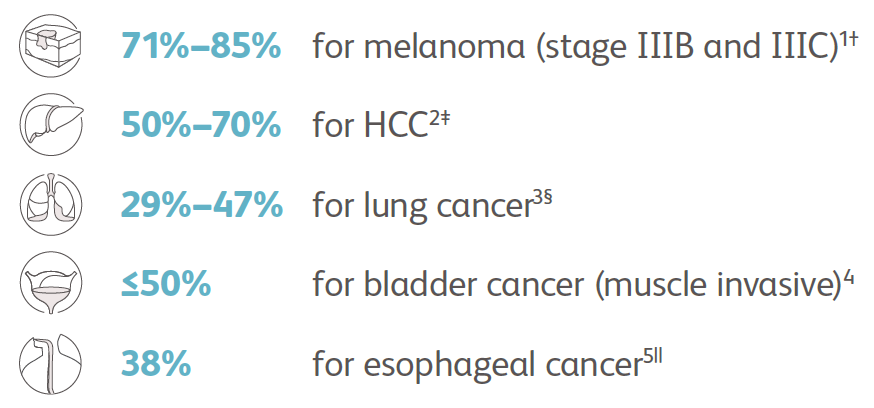 71%–85% for melanoma (stage IIIB and IIIC)1†
50%–70% for HCC2‡
29%–47% for lung cancer3§
≤50% for bladder cancer (muscle invasive)4
38% for esophageal cancer5||